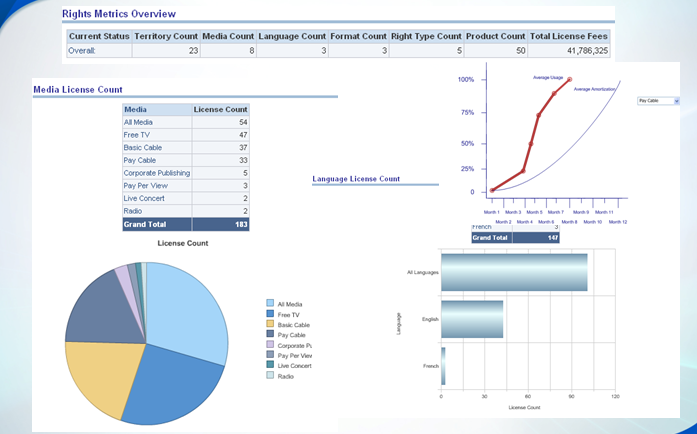 Rights Metrics Overview
Current Status Territory Count Media Count Language Count Format Count Right Type Count Product Count Total License Fees
Overall: 23 8 3 3 5 50 41,786,325
Media License Count
Media License Count
All Media 54
Free TV 47
Basic Cable 37
Pay Cable 33
Corporate Publishing 5
Pay Per View 3
Live Concert 2
Radio 2
Grand Total 183
License Count
All Media
Free TV
Basic Cable
Pay Cable
Corporate Pu
Pay Per View
Live Concert
Radio
100%
75%
50%
25%
0
Average Usage
Average Amortization
Pay Cable
Month 1 Month 3 Month 5 Month 7 Month 9 Month 11
Month 2 Month 4 Month 6 Month 8 Month 10 Month 12
Language License Count
French 3
Grand Total 147
Language
All Languages
English
French
0 30 60 90 120
License Count